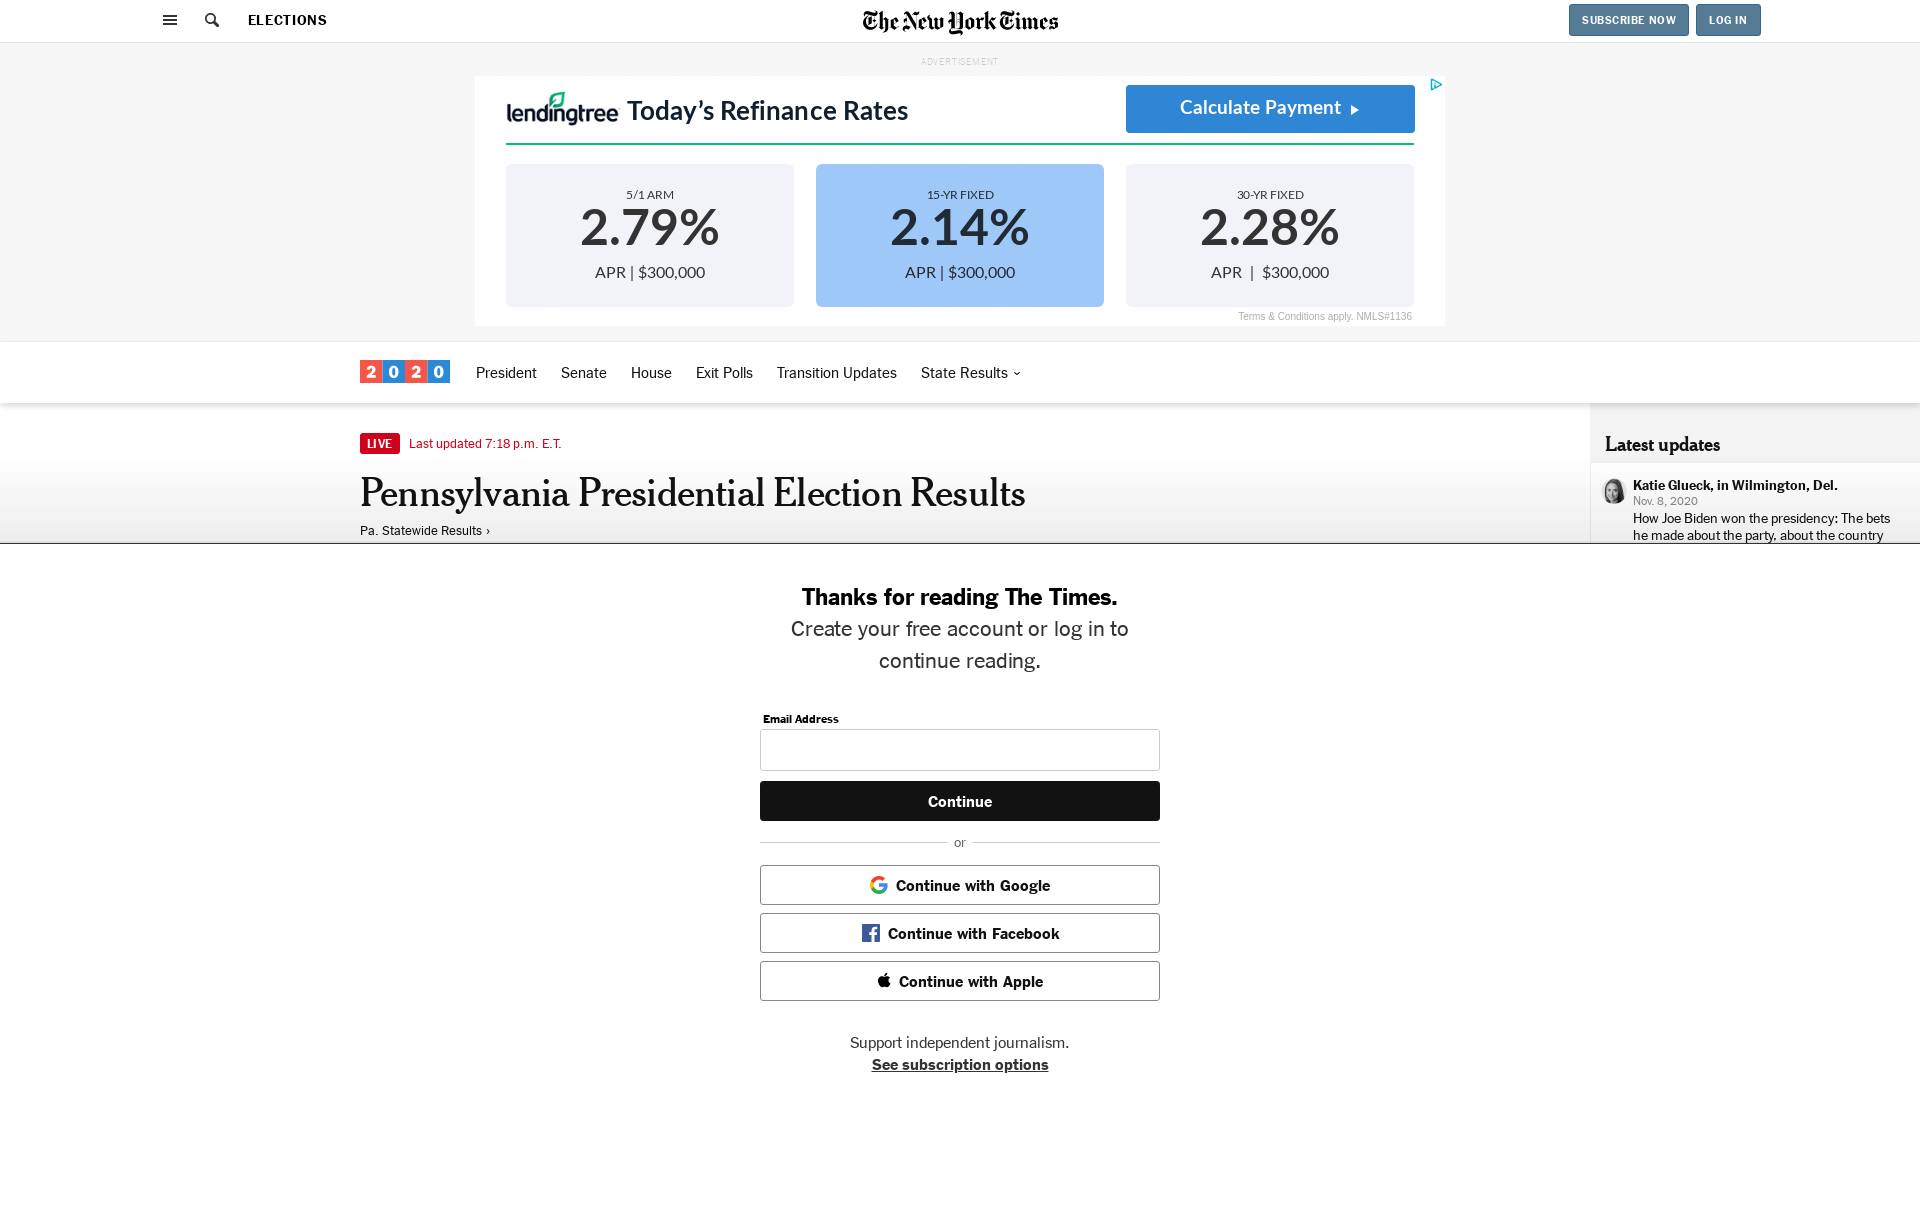 ELECTIONS
The New York Times
SUBSCRIBE NOW
LOG IN
ADVERTISEMENT
lendingtree Today's Refinance Rates
Calculate Payment
5/1 ARM
2.79%
APR | $300,000
15-YR FIXED
2.14%
APR | $300,000
30-YR FIXED
2.28%
APR | $300,000
Terms & Conditions apply. NMLS#1136
2020
President
Senate
House
Exit Polls
Transition Updates
State Results
LIVE
Last updated 7:18 p.m. E.T.
Pennsylvania Presidential Election Results
Pa. Statewide Results ›
Latest updates
Katie Glueck, in Wilmington, Del.
Nov. 8, 2020
How Joe Biden won the presidency: The bets
he made about the party, about the country
Thanks for reading The Times.
Create your free account or log in to
continue reading.
Email Address
Continue
or
Continue with Google
Continue with Facebook
Continue with Apple
Support independent journalism.
See subscription options